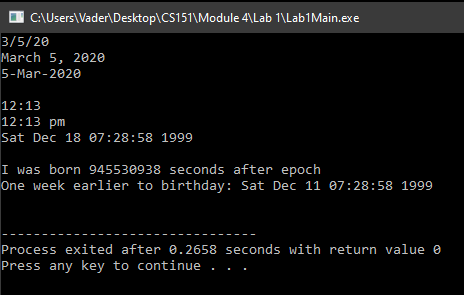 C:\Users\Vader\Desktop\CS151\Module 4\Lab 1\Lab1Main.exe
3/5/20
March 5, 2020
5-Mar-2020
12:13
12:13 pm
Sat Dec 18 07:28:58 1999
I was born 945530938 seconds after epoch
One week earlier to birthday: Sat Dec 11 07:28:58 1999
--------------------------------
Process exited after 0.2658 seconds with return value 0
Press any key to continue . . .